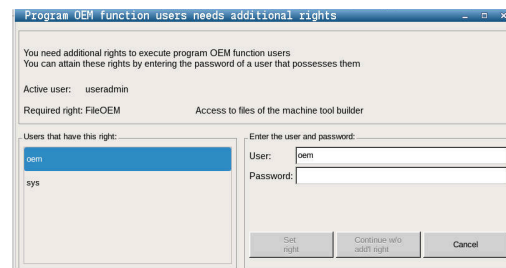 Program OEM function users needs additional rights
You need additional rights to execute program OEM function users
You can attain these rights by entering the password of a user that possesses them
Active user: useradmin
Required right: FileOEM Access to files of the machine tool builder
Users that have this right:
oem
sys
Enter the user and password:
User: oem
Password:
Set right
Continue w/o add'l right
Cancel